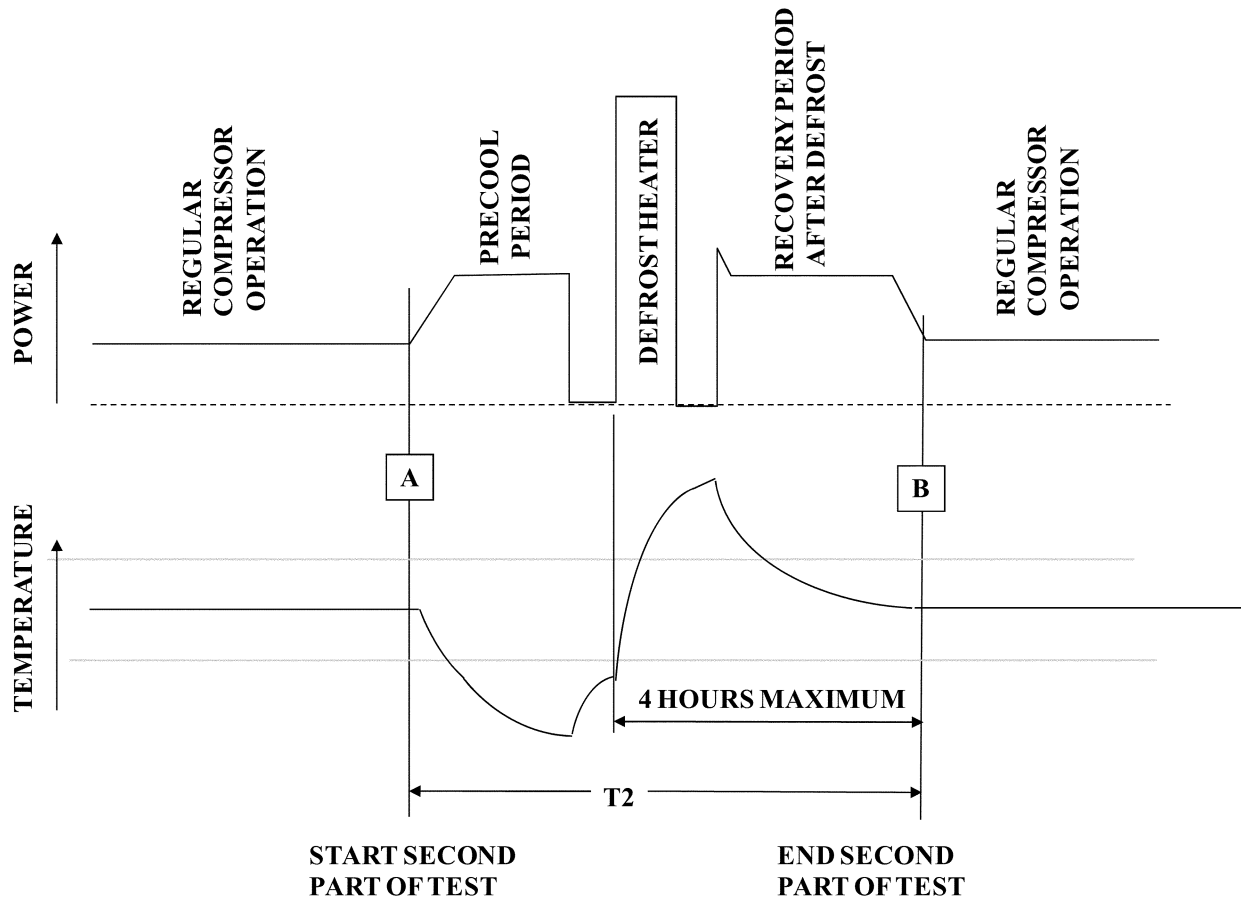 REGULAR
COMPRESSOR
OPERATION
PRECOOL
PERIOD
DEFROST HEATER
RECOVERY PERIOD
AFTER DEFROST
REGULAR
COMPRESSOR
OPERATION
POWER
A
B
TEMPERATURE
4 HOURS MAXIMUM
T2
START SECOND
PART OF TEST
END SECOND
PART OF TEST